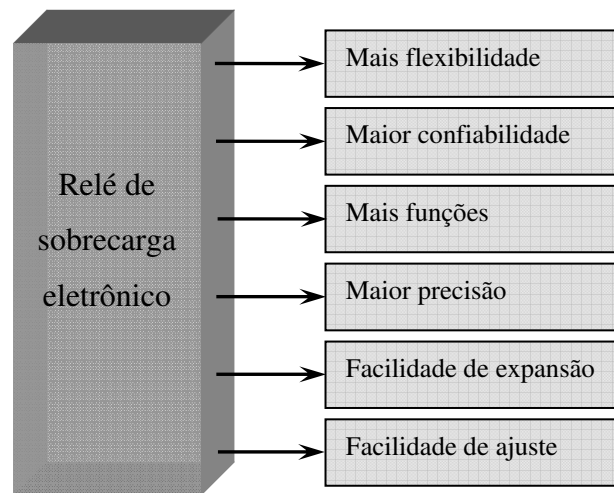 Relé de
sobrecarga
eletrônico
Mais flexibilidade
Maior confiabilidade
Mais funções
Maior precisão
Facilidade de expansão
Facilidade de ajuste